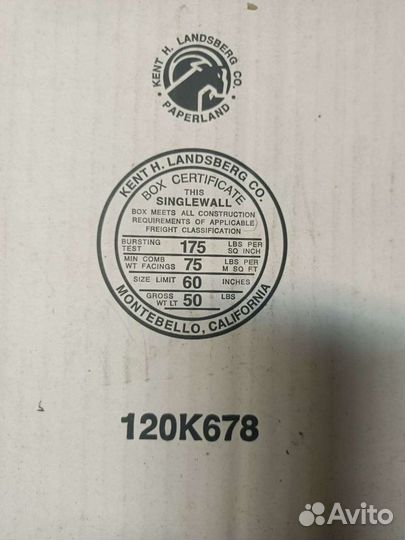 KENT H. LANDSBERG CO.
PAPERLAND
KENT H. LANDSBERG CO.
BOX CERTIFICATE
THIS
SINGLEWALL
BOX MEETS ALL CONSTRUCTION
REQUIREMENTS OF APPLICABLE
FREIGHT CLASSIFICATION
BURSTING TEST 175 LBS PER SQ INCH
MIN COMB WT FACINGS 75 LBS PER M SQ FT
SIZE LIMIT 60 INCHES
GROSS WT LT 50 LBS
MONTEBELLO, CALIFORNIA
120K678
Avito